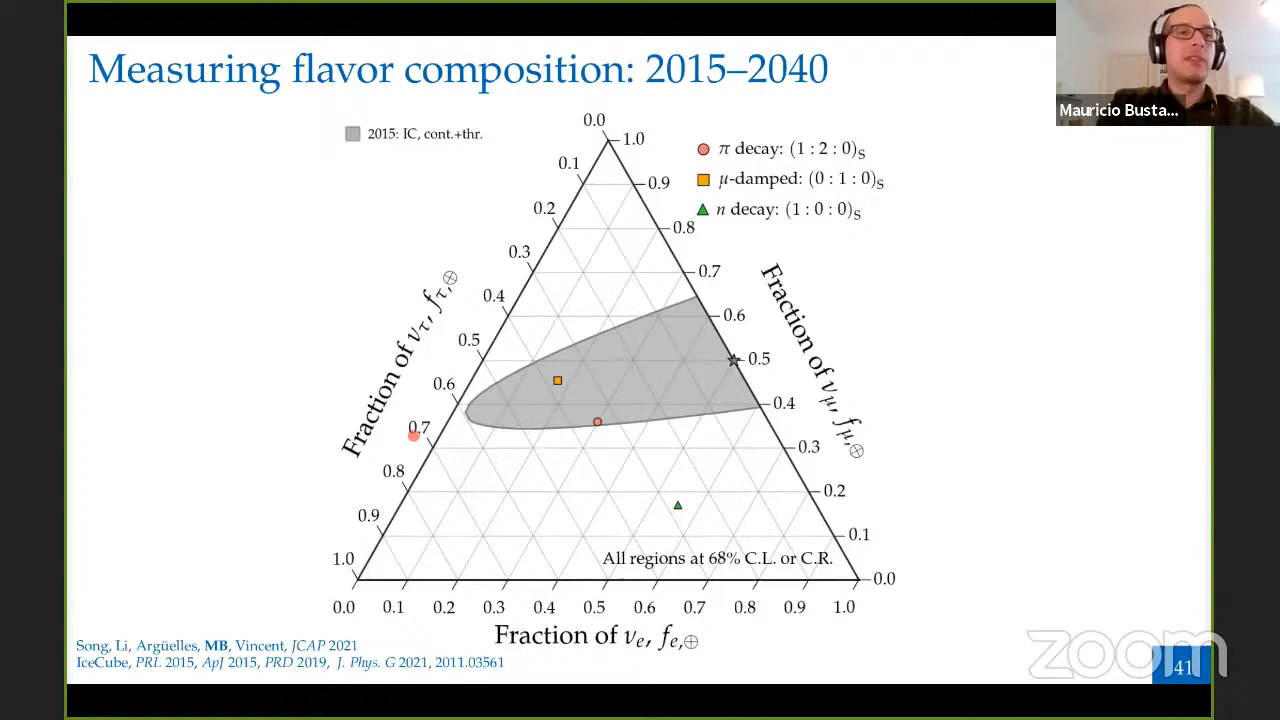 Measuring flavor composition: 2015–2040
Mauricio Busta...
2015: IC, cont.+thr.
π decay: (1 : 2 : 0)S
μ-damped: (0 : 1 : 0)S
n decay: (1 : 0 : 0)S
0.0
0.1
0.2
0.3
0.4
0.5
0.6
0.7
0.8
0.9
1.0
Fraction of ντ, fτ,⊕
1.0
0.9
0.8
0.7
0.6
0.5
0.4
0.3
0.2
0.1
0.0
Fraction of νμ, fμ,⊕
All regions at 68% C.L. or C.R.
0.0 0.1 0.2 0.3 0.4 0.5 0.6 0.7 0.8 0.9 1.0
Fraction of νe, fe,⊕
Song, Li, Argüelles, MB, Vincent, JCAP 2021
IceCube, PRL 2015, ApJ 2015, PRD 2019, J. Phys. G 2021, 2011.03561
zoom
41